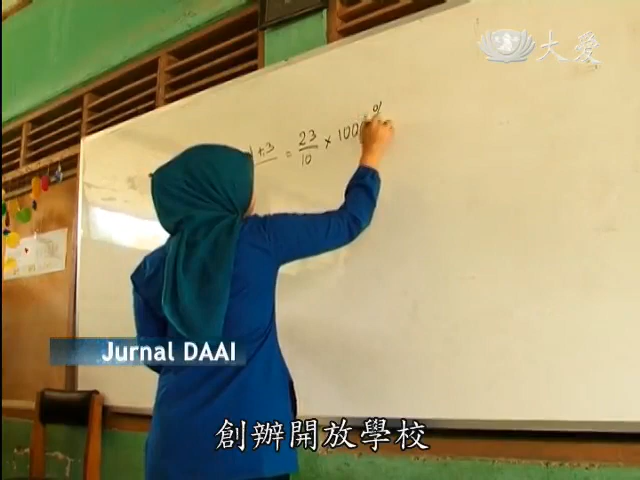 大愛
+ 3 = 23/10 × 100 %
Jurnal DAAI
創辦開放學校